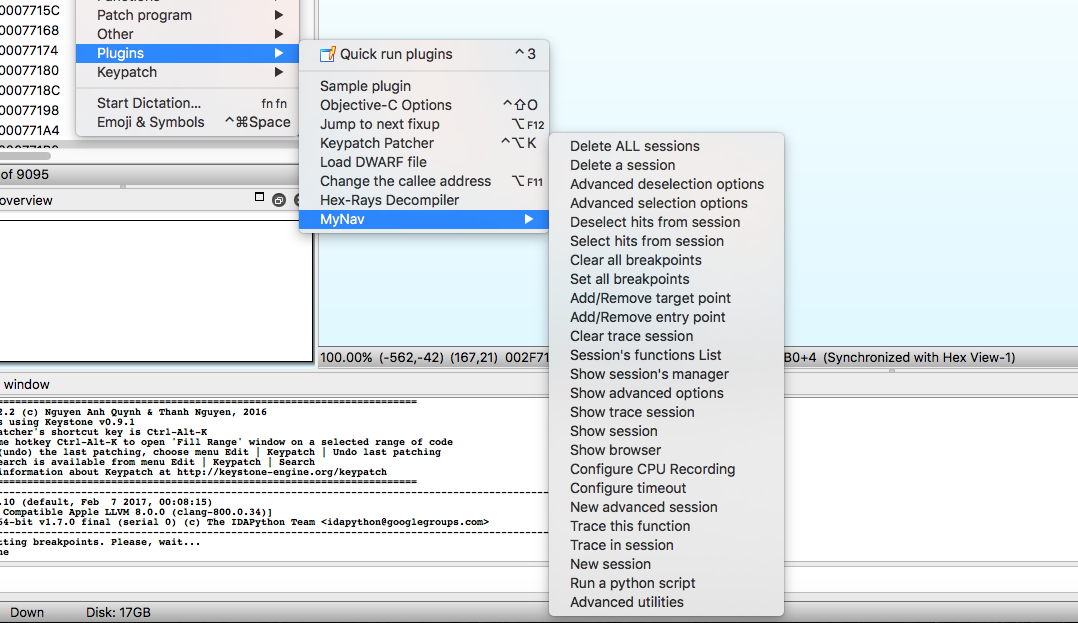 0007715C
00077168
00077174
00077180
0007718C
00077198
000771A4
Functions
Patch program
Other
Plugins
Keypatch
Start Dictation... fn fn
Emoji & Symbols ^⌘Space
Quick run plugins ^3
Sample plugin
Objective-C Options ^⇧O
Jump to next fixup ⌥F12
Keypatch Patcher ^⌥K
Load DWARF file
Change the callee address ⌥F11
Hex-Rays Decompiler
MyNav
Delete ALL sessions
Delete a session
Advanced deselection options
Advanced selection options
Deselect hits from session
Select hits from session
Clear all breakpoints
Set all breakpoints
Add/Remove target point
Add/Remove entry point
Clear trace session
Session's functions List
Show session's manager
Show advanced options
Show trace session
Show session
Show browser
Configure CPU Recording
Configure timeout
New advanced session
Trace this function
Trace in session
New session
Run a python script
Advanced utilities
of 9095
overview
100.00% (-562,-42) (167,21) 002F71
B0+4 (Synchronized with Hex View-1)
window
2.2 (c) Nguyen Anh Quynh & Thanh Nguyen, 2016
s using Keystone v0.9.1
atcher's shortcut key is Ctrl-Alt-K
me hotkey Ctrl-Alt-K to open 'Fill Range' window on a selected range of code
(undo) the last patching, choose menu Edit | Keypatch | Undo last patching
earch is available from menu Edit | Keypatch | Search
information about Keypatch at http://keystone-engine.org/keypatch
.10 (default, Feb 7 2017, 00:08:15)
Compatible Apple LLVM 8.0.0 (clang-800.0.34)]
64-bit v1.7.0 final (serial 0) (c) The IDAPython Team <idapython@googlegroups.com>
tting breakpoints. Please, wait...
ne
Down Disk: 17GB